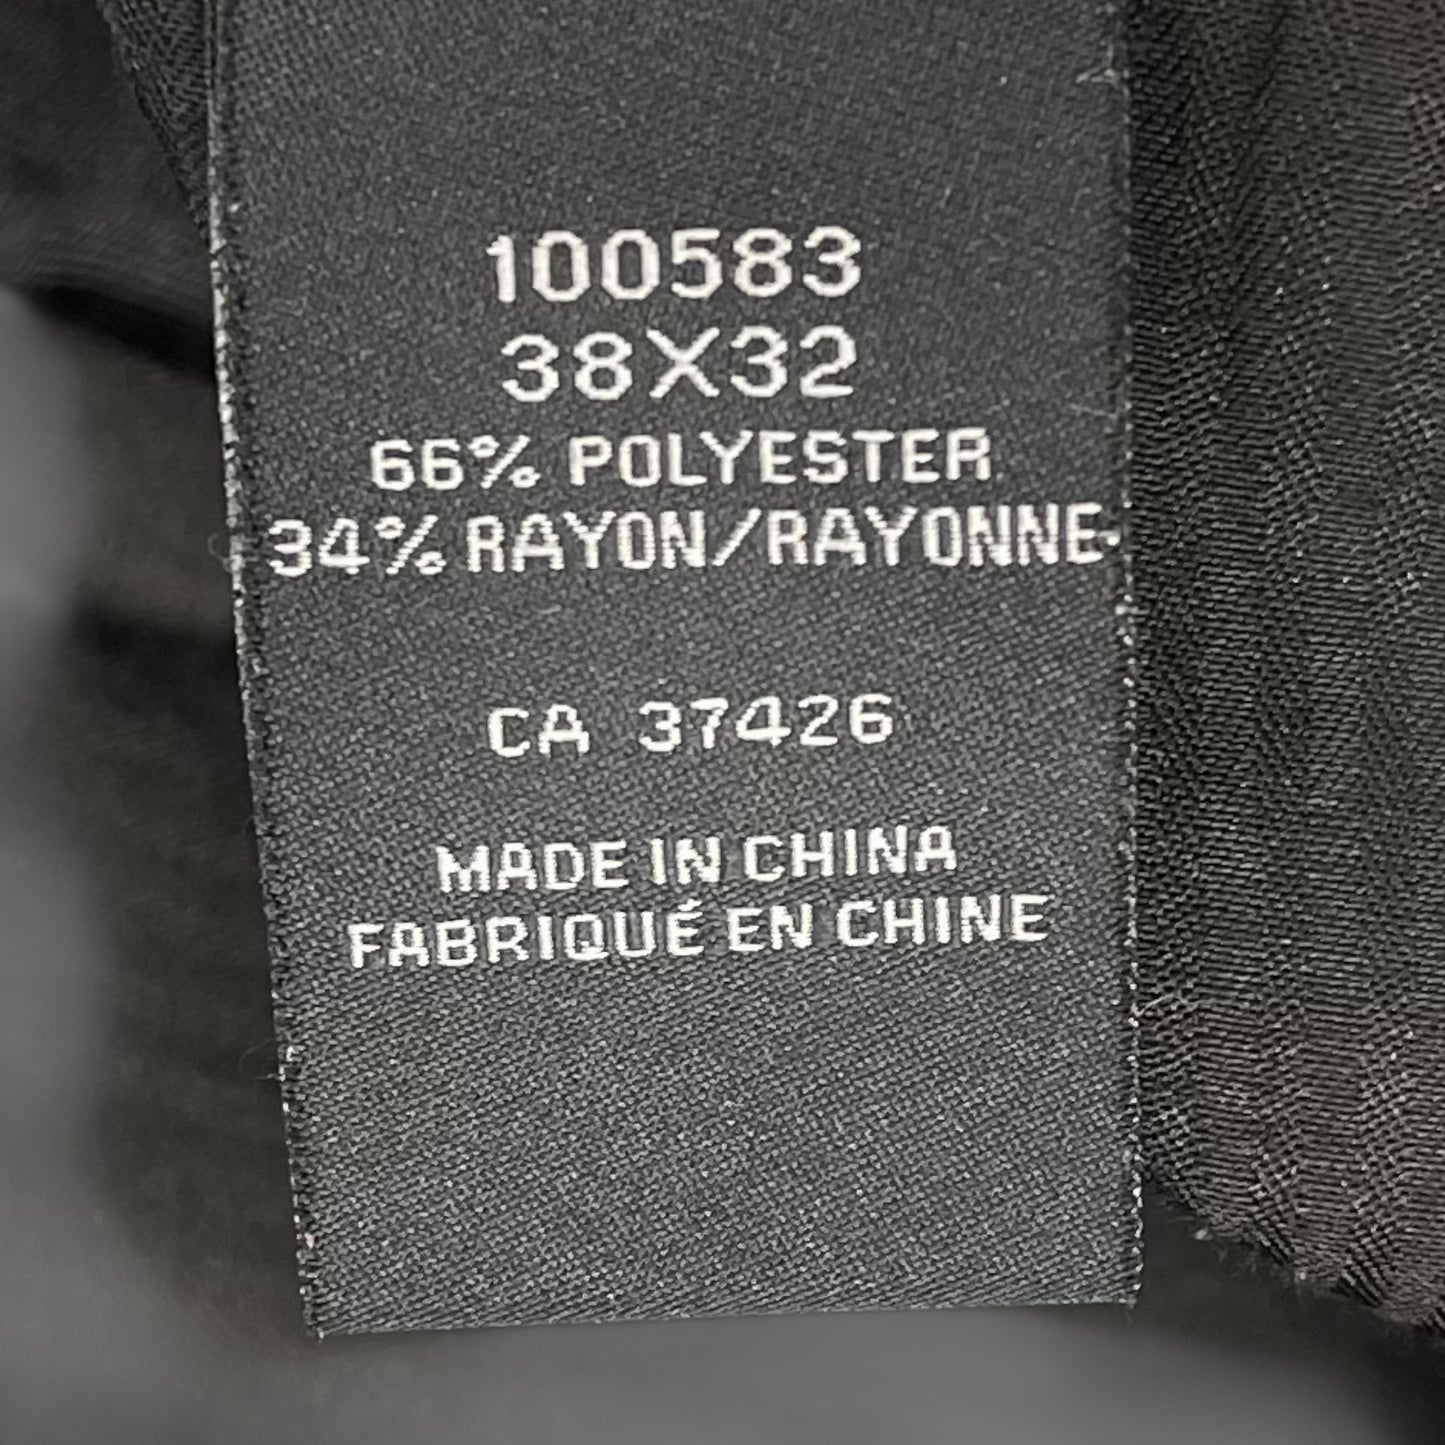 100583
38X32
66% POLYESTER
34% RAYON/RAYONNE
CA 37426
MADE IN CHINA
FABRIQUÉ EN CHINE